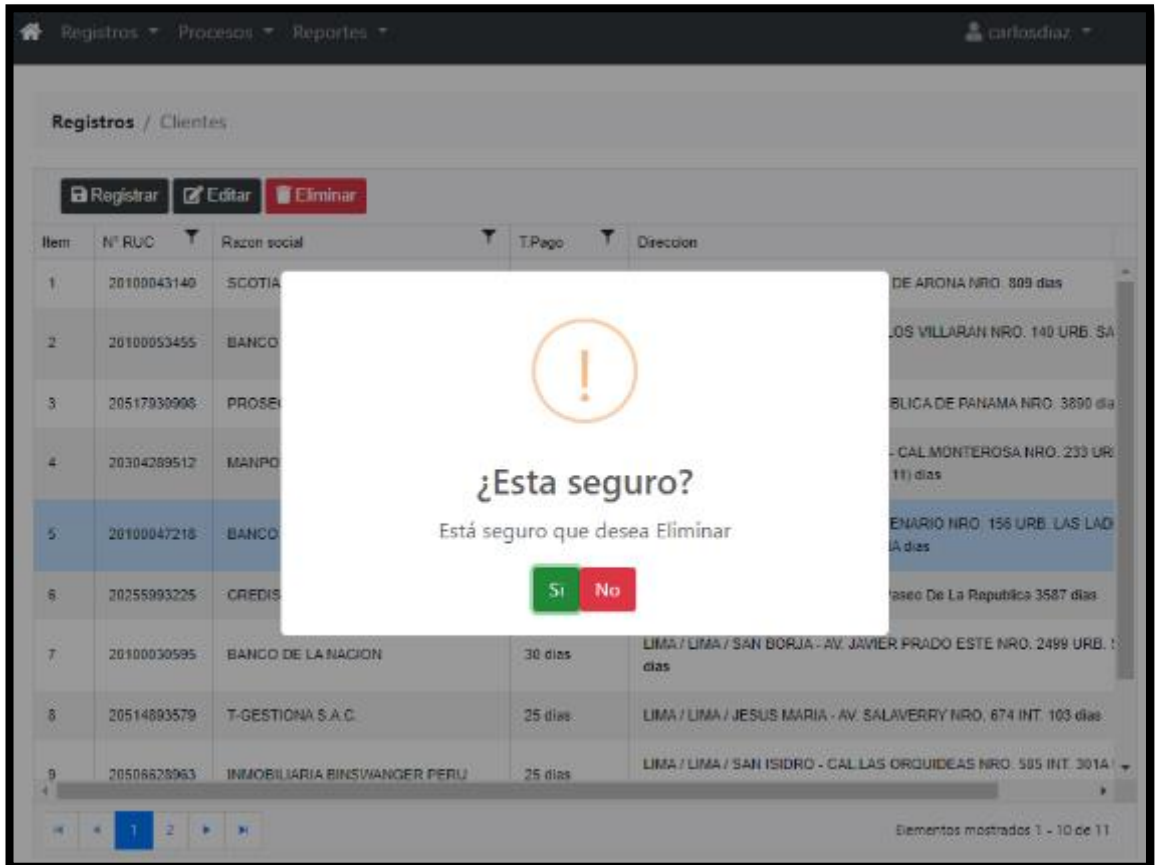 Registros Procesos Reportes carlosdiaz
Registros / Clientes
Registrar Editar Eliminar
Item N° RUC Razon social T.Pago Direccion
1 20100043140 SCOTIA DE ARONA NRO. 809 dias
2 20100053455 BANCO LOS VILLARAN NRO. 140 URB. SA
3 20517930998 PROSE BLICA DE PANAMA NRO. 3890 dia
4 20304289512 MANPO - CAL.MONTEROSA NRO. 233 UR
11) dias
5 20100047218 BANCO ENARIO NRO. 156 URB. LAS LAD
A dias
6 20255993225 CREDIS aseo De La Republica 3587 dias
¿Esta seguro?
Está seguro que desea Eliminar
Si No
7 20100030595 BANCO DE LA NACION 30 dias LIMA / LIMA / SAN BORJA - AV. JAVIER PRADO ESTE NRO. 2499 URB.
dias
8 20514893579 T-GESTIONA S.A.C. 25 dias LIMA / LIMA / JESUS MARIA - AV. SALAVERRY NRO. 674 INT. 103 dias
9 20506628963 INMOBILIARIA BINSWANGER PERU 25 dias LIMA / LIMA / SAN ISIDRO - CAL.LAS ORQUIDEAS NRO. 585 INT. 301A
1 2 Elementos mostrados 1 - 10 de 11